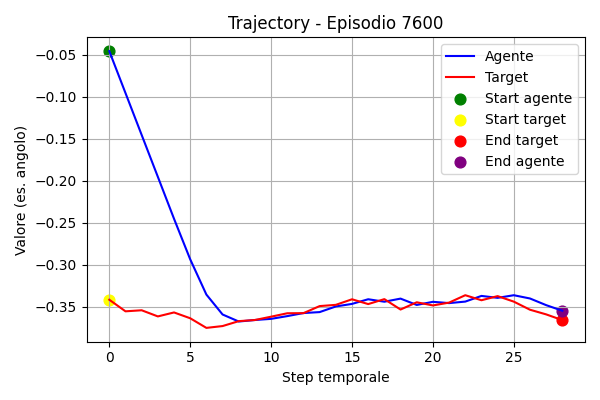 Trajectory - Episodio 7600
Valore (es. angolo)
−0.05
−0.10
−0.15
−0.20
−0.25
−0.30
−0.35
Agente
Target
Start agente
Start target
End target
End agente
0 5 10 15 20 25
Step temporale